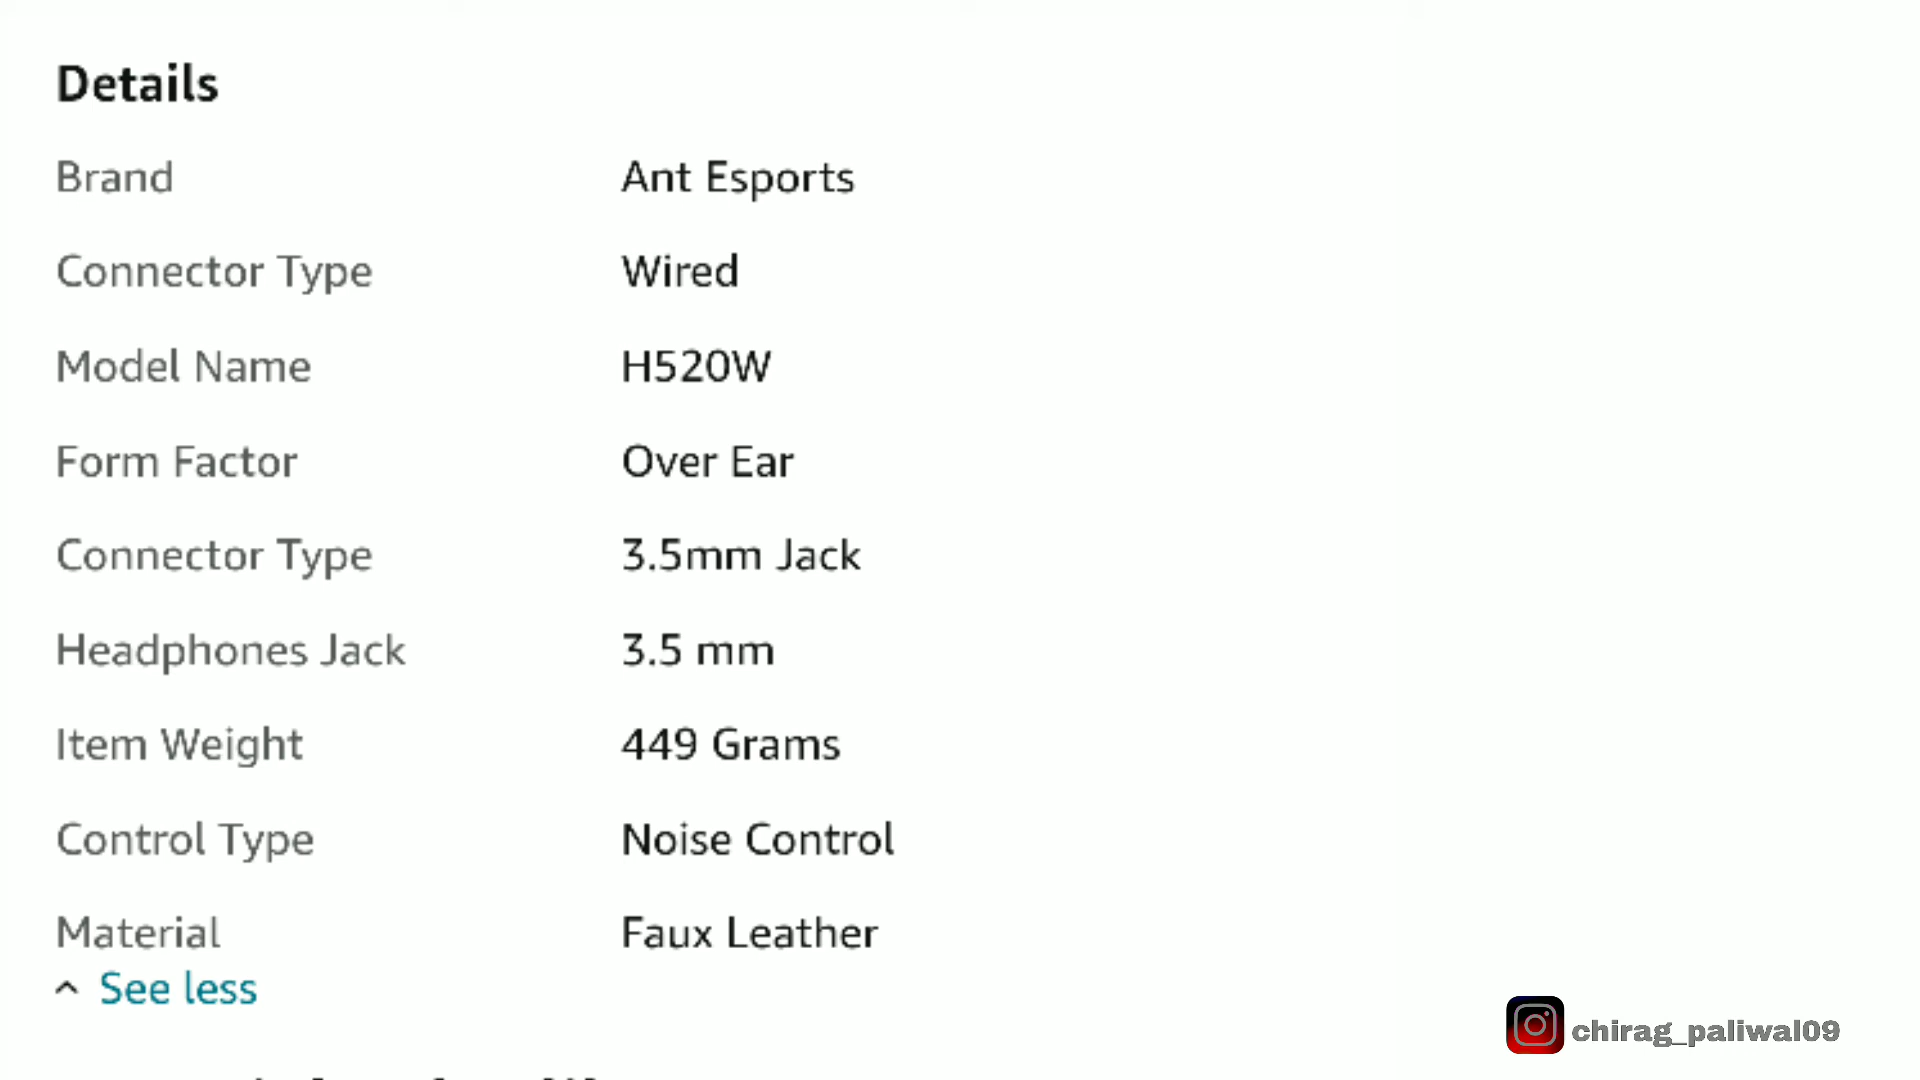 Details
Brand Ant Esports
Connector Type Wired
Model Name H520W
Form Factor Over Ear
Connector Type 3.5mm Jack
Headphones Jack 3.5 mm
Item Weight 449 Grams
Control Type Noise Control
Material Faux Leather
See less
chirag_paliwal09